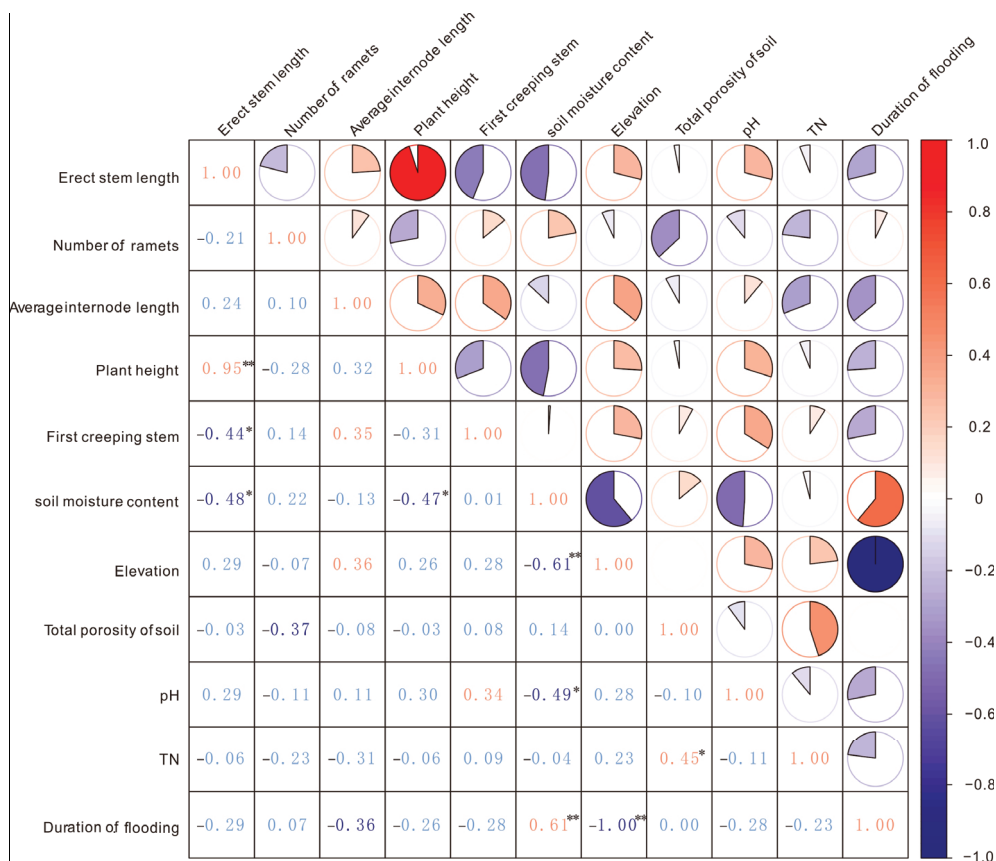 Erect stem length
Number of ramets
Average internode length
Plant height
First creeping stem
soil moisture content
Elevation
Total porosity of soil
pH
TN
Duration of flooding
Erect stem length 1.00
Number of ramets -0.21 1.00
Average internode length 0.24 0.10 1.00
Plant height 0.95** -0.28 0.32 1.00
First creeping stem -0.44* 0.14 0.35 -0.31 1.00
soil moisture content -0.48* 0.22 -0.13 -0.47* 0.01 1.00
Elevation 0.29 -0.07 0.36 0.26 0.28 -0.61** 1.00
Total porosity of soil -0.03 -0.37 -0.08 -0.03 0.08 0.14 0.00 1.00
pH 0.29 -0.11 0.11 0.30 0.34 -0.49* 0.28 -0.10 1.00
TN -0.06 -0.23 -0.31 -0.06 0.09 -0.04 0.23 0.45* -0.11 1.00
Duration of flooding -0.29 0.07 -0.36 -0.26 -0.28 0.61** -1.00** 0.00 -0.28 -0.23 1.00
1.0
0.8
0.6
0.4
0.2
0
-0.2
-0.4
-0.6
-0.8
-1.0